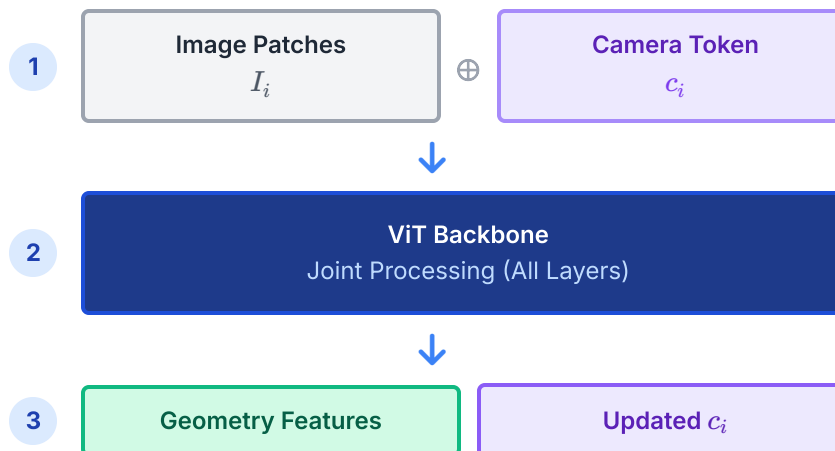 1
Image Patches
I_i
⊕
Camera Token
c_i
2
ViT Backbone
Joint Processing (All Layers)
3
Geometry Features
Updated c_i